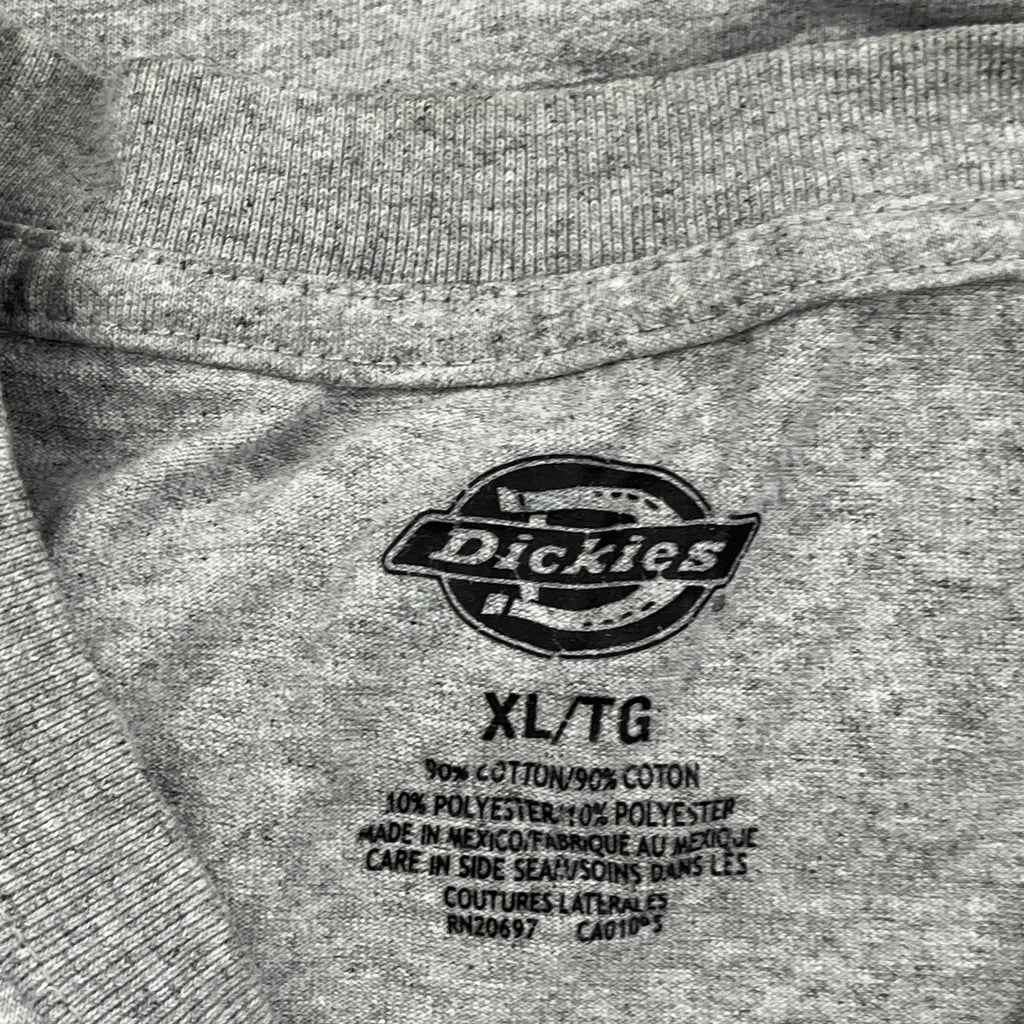 Dickies
XL/TG
90% COTTON/90% COTON
10% POLYESTER/10% POLYESTER
MADE IN MEXICO/FABRIQUE AU MEXIQUE
CARE IN SIDE SEAM/SOINS DANS LES
COUTURES LATERALES
RN20697